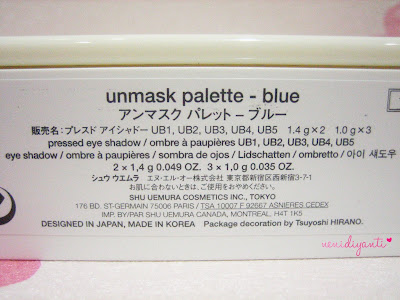 unmask palette - blue
アンマスク パレット – ブルー
販売名：プレスド アイシャドー UB1, UB2, UB3, UB4, UB5 1.4 g×2 1.0 g×3
pressed eye shadow / ombre à paupières UB1, UB2, UB3, UB4, UB5
eye shadow / ombre à paupières / sombra de ojos / Lidschatten / ombretto / 아이 섀도우
2 × 1,4 g 0.049 OZ. 3 × 1,0 g 0.035 OZ.
シュウ ウエムラ エヌ･エル･オー株式会社 東京都新宿区西新宿3-7-1
お肌に合わないときは、ご使用をおやめください。
SHU UEMURA COSMETICS INC., TOKYO
176 BD. ST-GERMAIN 75006 PARIS / TSA 10007 F 92667 ASNIERES CEDEX
IMP. BY/PAR SHU UEMURA CANADA, MONTREAL, H4T 1K5
DESIGNED IN JAPAN, MADE IN KOREA Package decoration by Tsuyoshi HIRANO.
venidiyanti